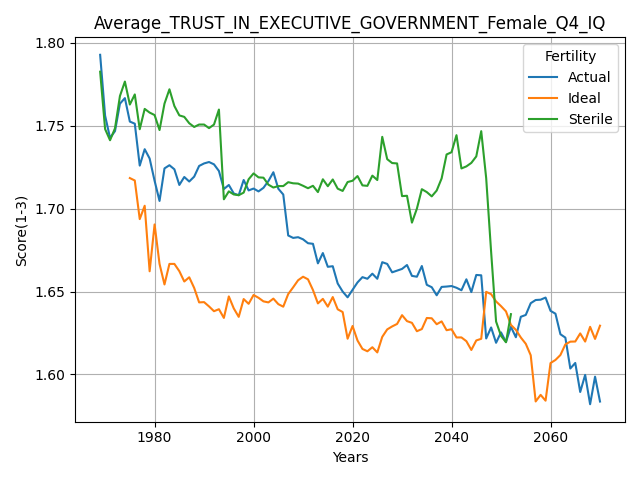 Average_TRUST_IN_EXECUTIVE_GOVERNMENT_Female_Q4_IQ
Fertility
Actual
Ideal
Sterile
Score(1-3)
1.80
1.75
1.70
1.65
1.60
1980
2000
2020
2040
2060
Years